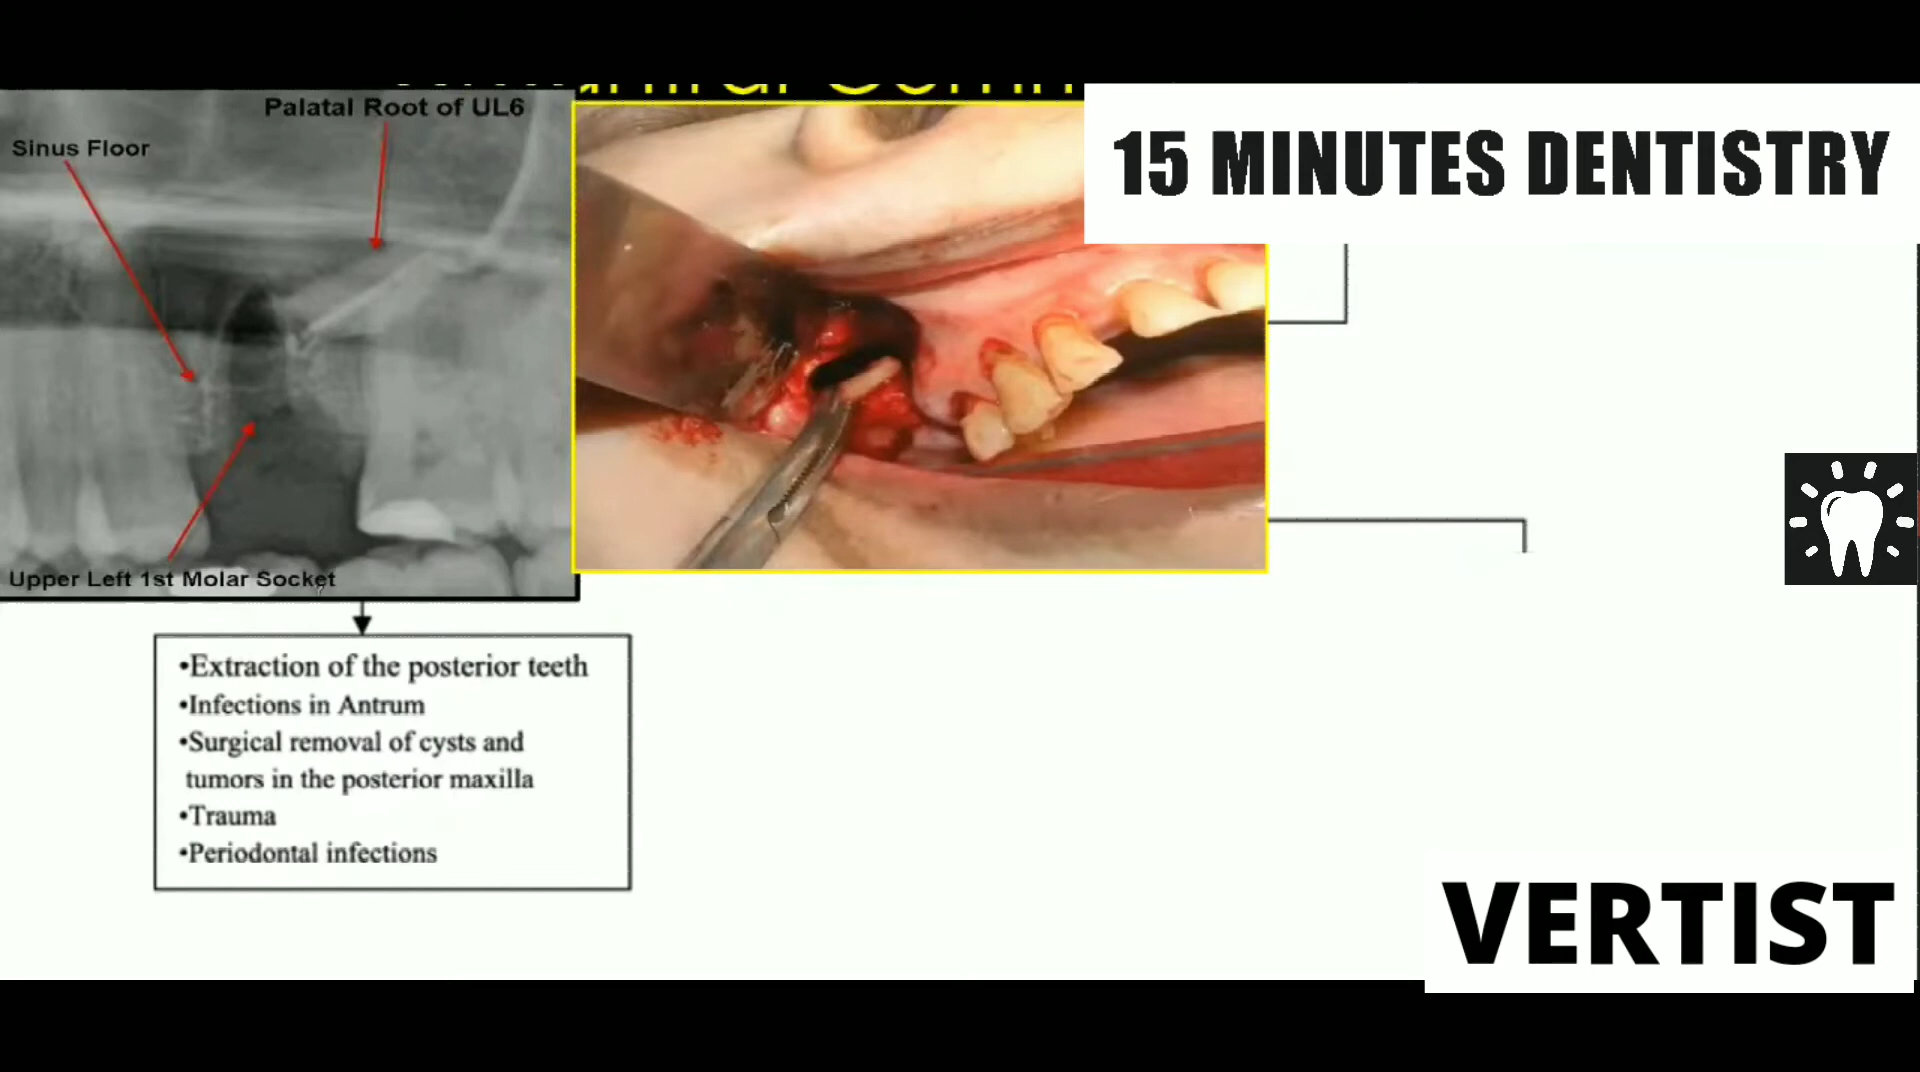 Palatal Root of UL6
Sinus Floor
15 MINUTES DENTISTRY
Upper Left 1st Molar Socket
•Extraction of the posterior teeth
•Infections in Antrum
•Surgical removal of cysts and
tumors in the posterior maxilla
•Trauma
•Periodontal infections
VERTIST